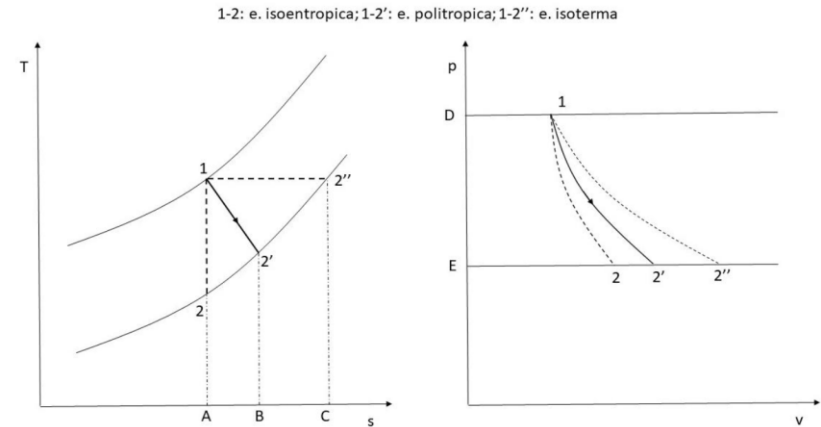 1-2: e. isoentropica; 1-2’: e. politropica; 1-2’’: e. isoterma
T
1
2’’
2’
2
A
B
C
s
p
D
1
E
2
2’
2’’
v